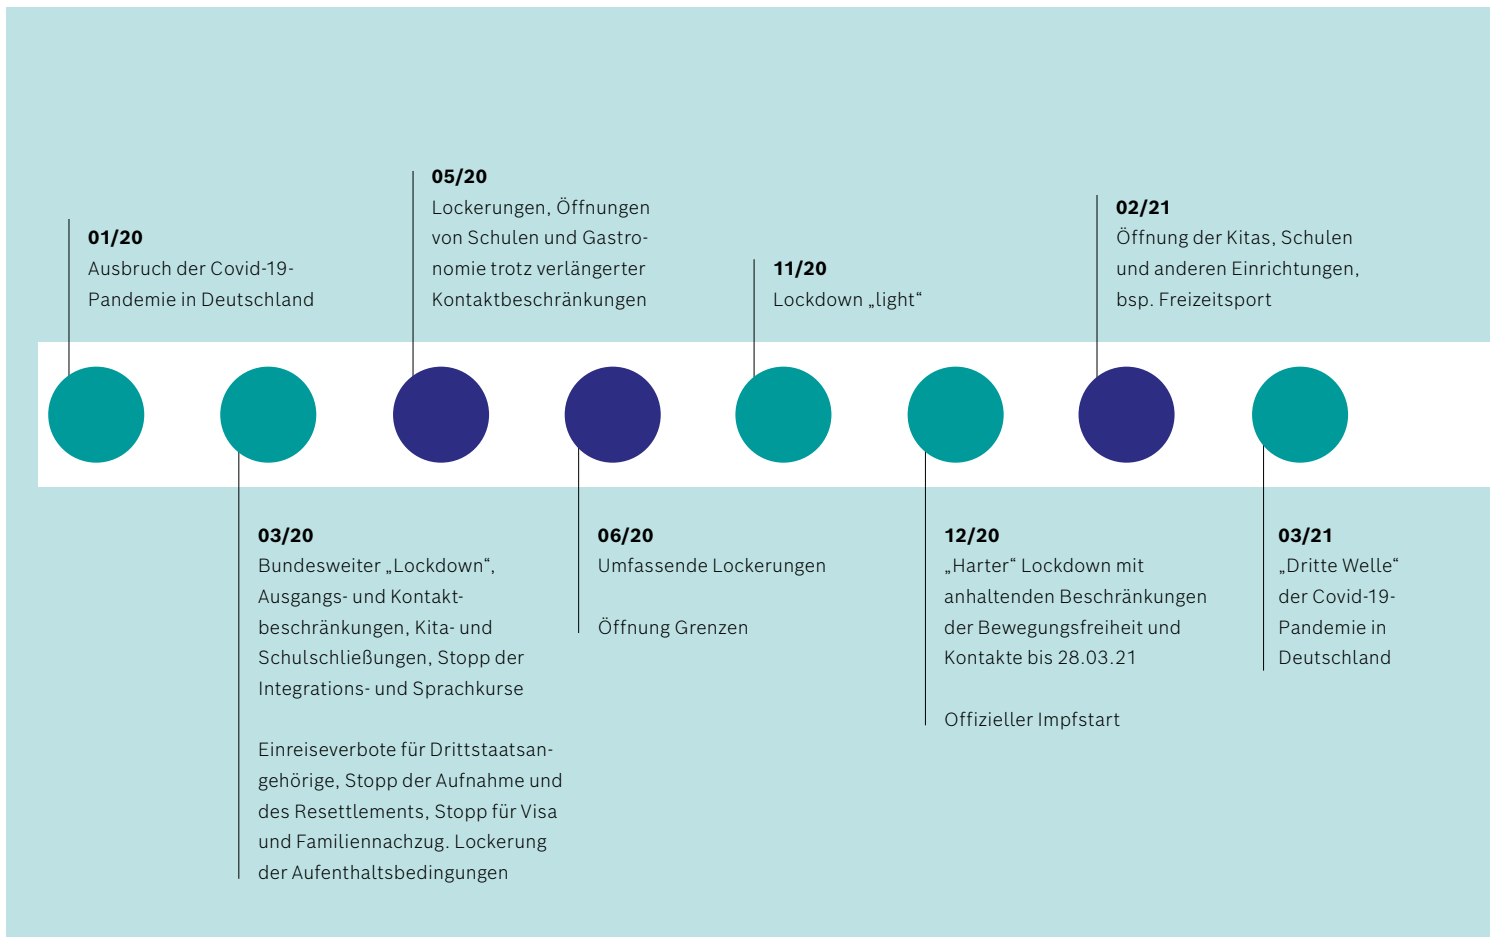 01/20
Ausbruch der Covid-19-
Pandemie in Deutschland
03/20
Bundesweiter „Lockdown“,
Ausgangs- und Kontakt-
beschränkungen, Kita- und
Schulschließungen, Stopp der
Integrations- und Sprachkurse
Einreiseverbote für Drittstaatsan-
gehörige, Stopp der Aufnahme und
des Resettlements, Stopp für Visa
und Familiennachzug. Lockerung
der Aufenthaltsbedingungen
05/20
Lockerungen, Öffnungen
von Schulen und Gastro-
nomie trotz verlängerter
Kontaktbeschränkungen
06/20
Umfassende Lockerungen
Öffnung Grenzen
11/20
Lockdown „light“
12/20
„Harter“ Lockdown mit
anhaltenden Beschränkungen
der Bewegungsfreiheit und
Kontakte bis 28.03.21
Offizieller Impfstart
02/21
Öffnung der Kitas, Schulen
und anderen Einrichtungen,
bsp. Freizeitsport
03/21
„Dritte Welle“
der Covid-19-
Pandemie in
Deutschland